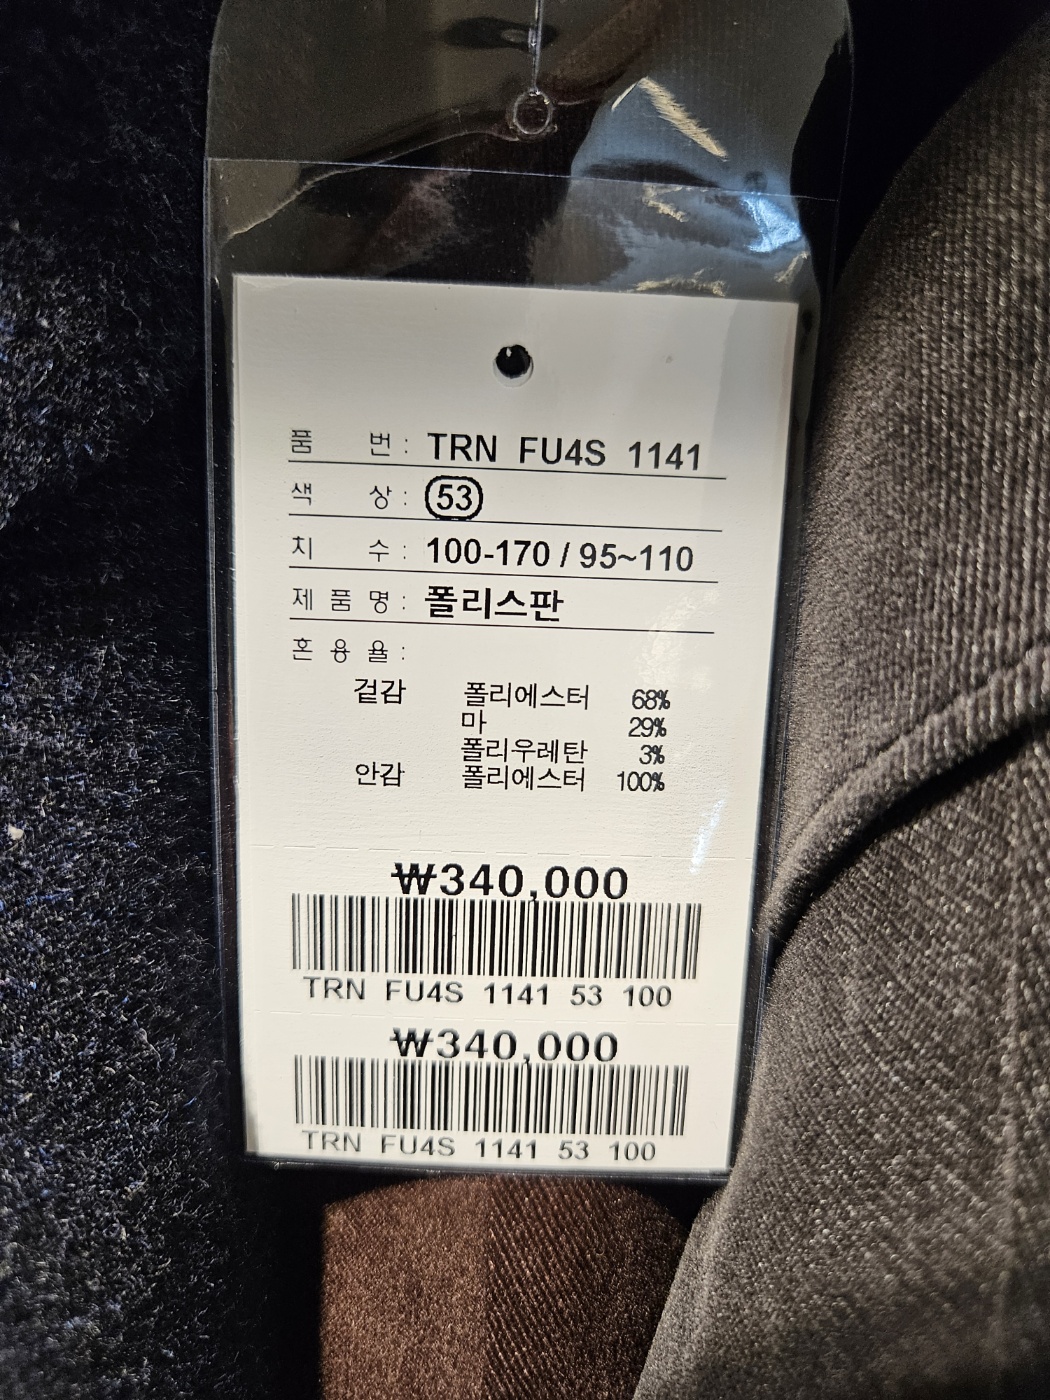 품 번 : TRN FU4S 1141
색 상 : 53
치 수 : 100-170 / 95~110
제 품 명 : 폴리스판
혼 용 율 :
겉감 폴리에스터 68%
마 29%
폴리우레탄 3%
안감 폴리에스터 100%
₩340,000
TRN FU4S 1141 53 100
₩340,000
TRN FU4S 1141 53 100